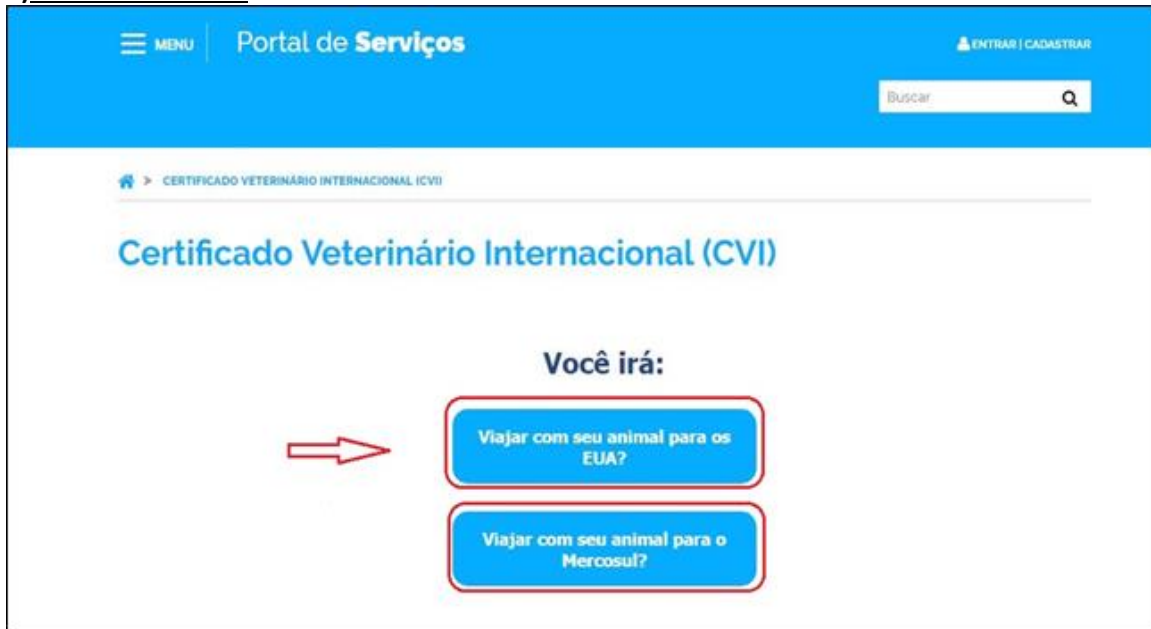 MENU Portal de Serviços ENTRAR | CADASTRAR
Buscar
> CERTIFICADO VETERINÁRIO INTERNACIONAL (CVI)
Certificado Veterinário Internacional (CVI)
Você irá:
Viajar com seu animal para os
EUA?
Viajar com seu animal para o
Mercosul?